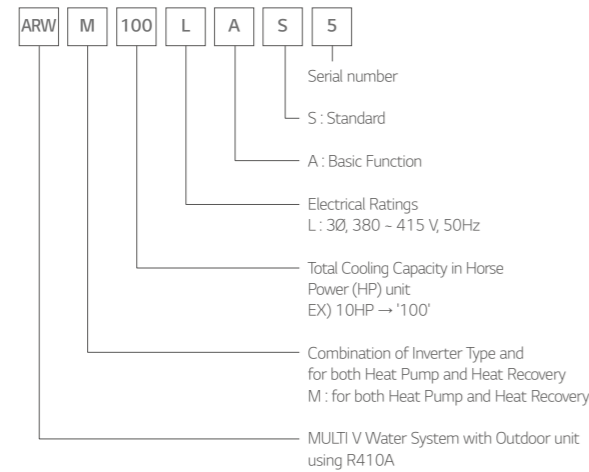 ARW M 100 L A S 5
Serial number
S : Standard
A : Basic Function
Electrical Ratings
L : 3Ø, 380 ~ 415 V, 50Hz
Total Cooling Capacity in Horse
Power (HP) unit
EX) 10HP → '100'
Combination of Inverter Type and
for both Heat Pump and Heat Recovery
M : for both Heat Pump and Heat Recovery
MULTI V Water System with Outdoor unit
using R410A